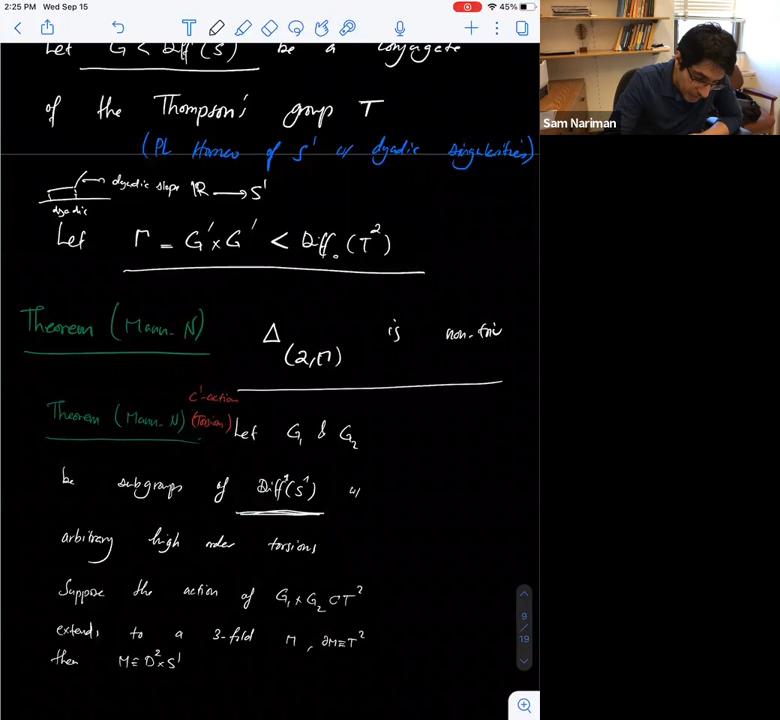 2:25 PM Wed Sep 15
45%
Let G < Diff(S) be a conjugate
of the Thompson's group T
(PL Homeo of S¹ w/ dyadic singularities)
dyadic slope ℝ → S¹
dyadic
Let Γ = G' × G' < Diff₀(T²)
Theorem (Mann-N) Δ(2,Γ) is non-triv
C¹-action
Theorem (Mann-N) (Torsion) Let G₁ & G₂
be subgroups of Diff¹(S¹) w/
arbitrary high order torsions
Suppose the action of G₁ × G₂ ↺ T²
extends to a 3-fold M, ∂M ≅ T²
then M ≅ D² × S¹
9
/
19
Sam Nariman